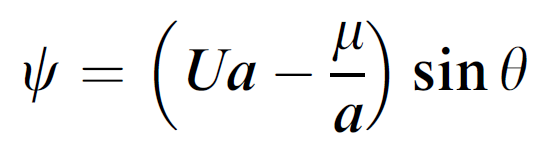 ψ = (Ua − μ/a) sin θ